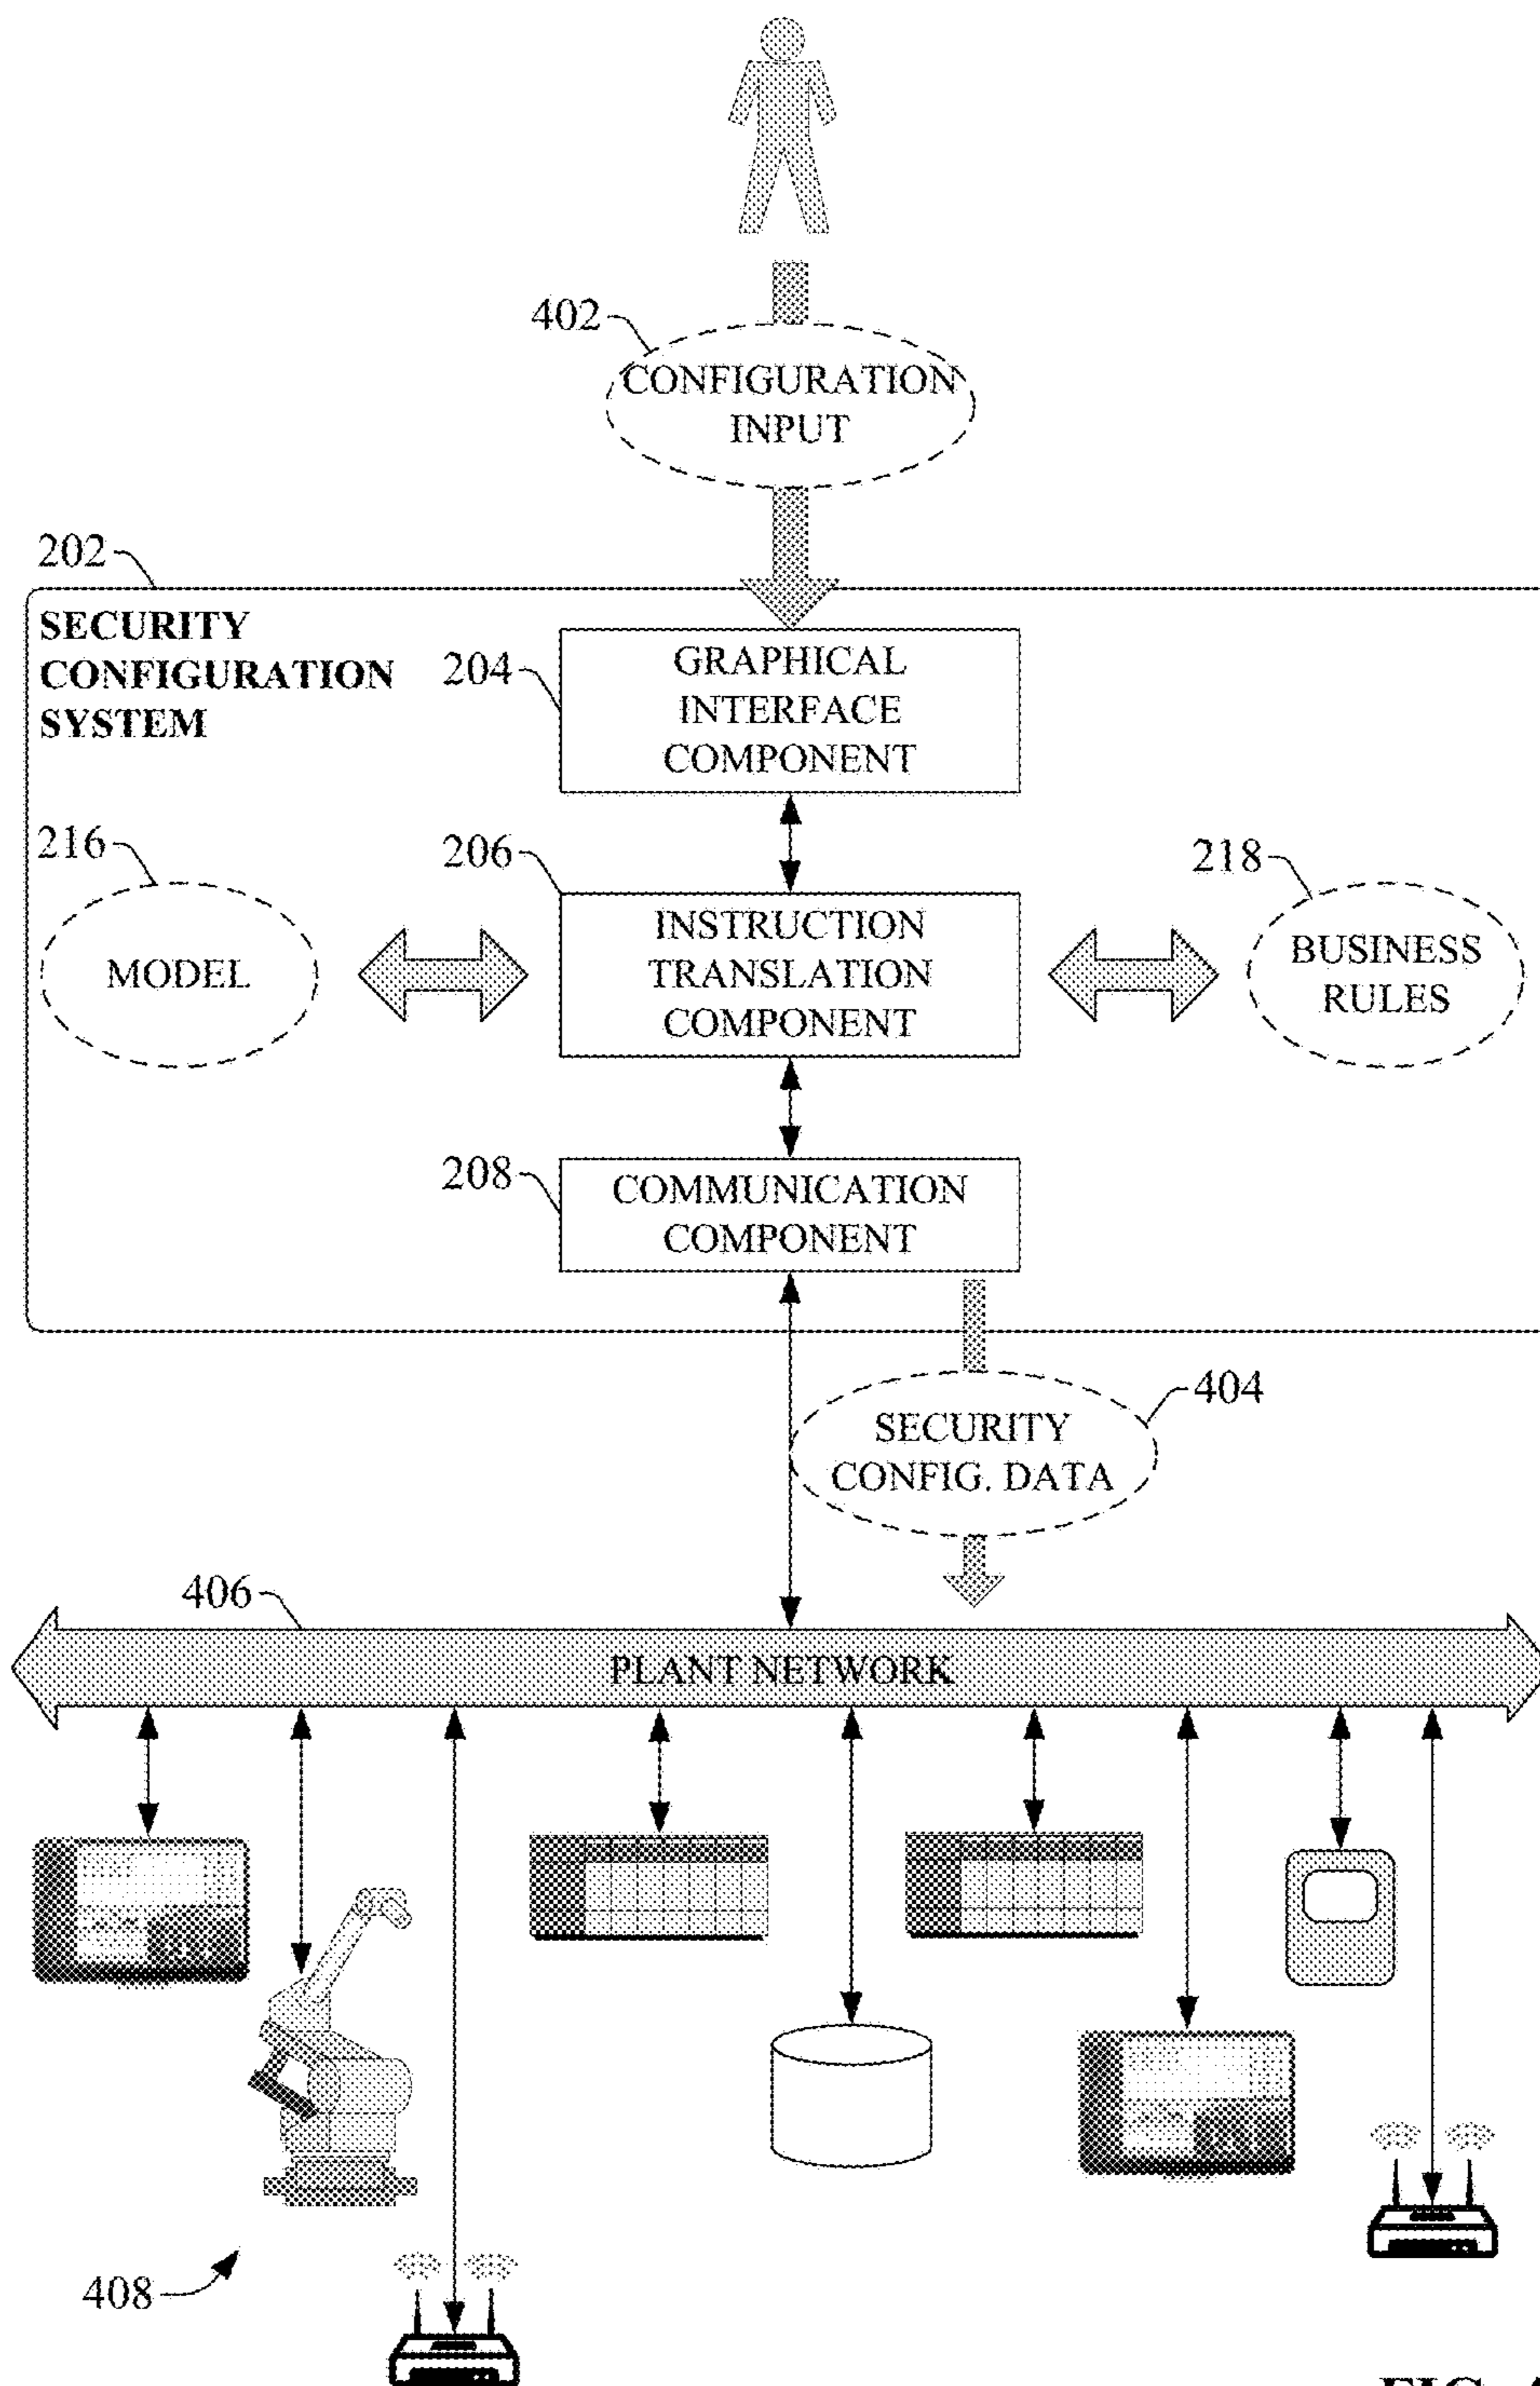 402
CONFIGURATION
INPUT
202
SECURITY
CONFIGURATION
SYSTEM
204
GRAPHICAL
INTERFACE
COMPONENT
216
MODEL
206
INSTRUCTION
TRANSLATION
COMPONENT
218
BUSINESS
RULES
208
COMMUNICATION
COMPONENT
404
SECURITY
CONFIG. DATA
406
PLANT NETWORK
408